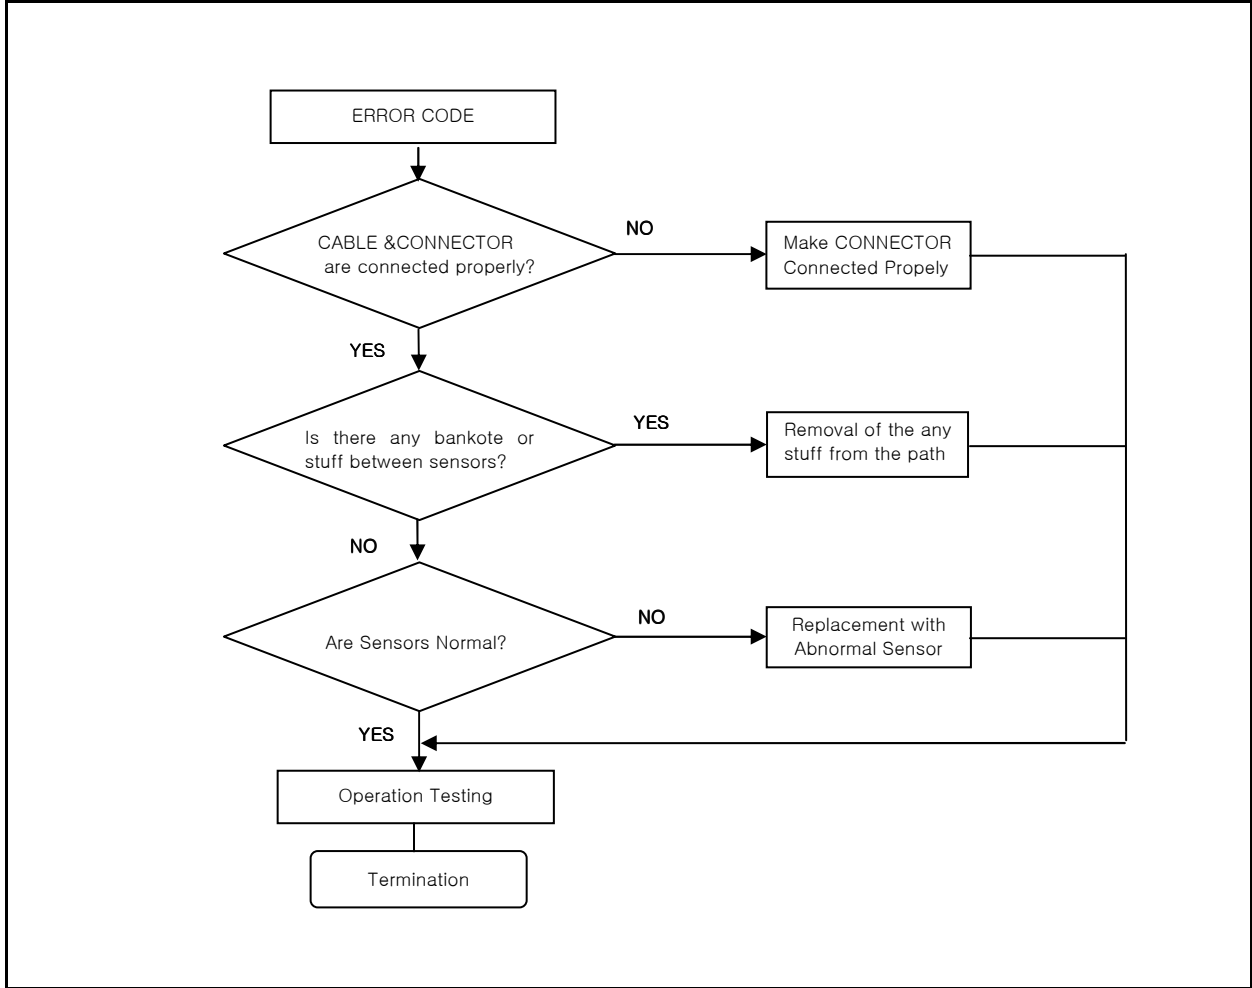 ERROR CODE
CABLE &CONNECTOR
are connected properly?
NO
Make CONNECTOR
Connected Propely
YES
Is there any bankote or
stuff between sensors?
YES
Removal of the any
stuff from the path
NO
Are Sensors Normal?
NO
Replacement with
Abnormal Sensor
YES
Operation Testing
Termination